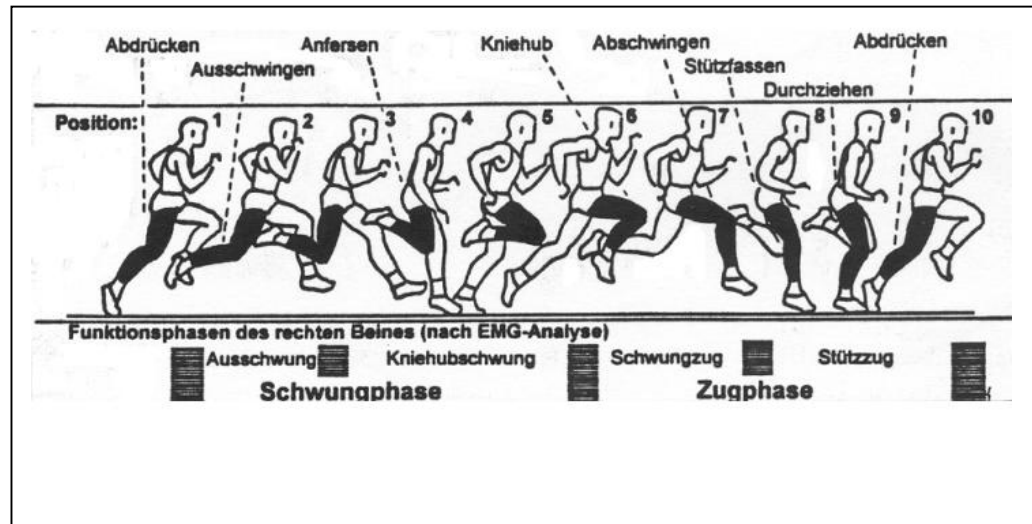 Abdrücken Anfersen Kniehub Abschwingen Abdrücken
Ausschwingen Stützfassen
Durchziehen
Position: 1 2 3 4 5 6 7 8 9 10
Funktionsphasen des rechten Beines (nach EMG-Analyse)
Ausschwung Kniehubschwung Schwungzug Stützzug
Schwungphase Zugphase